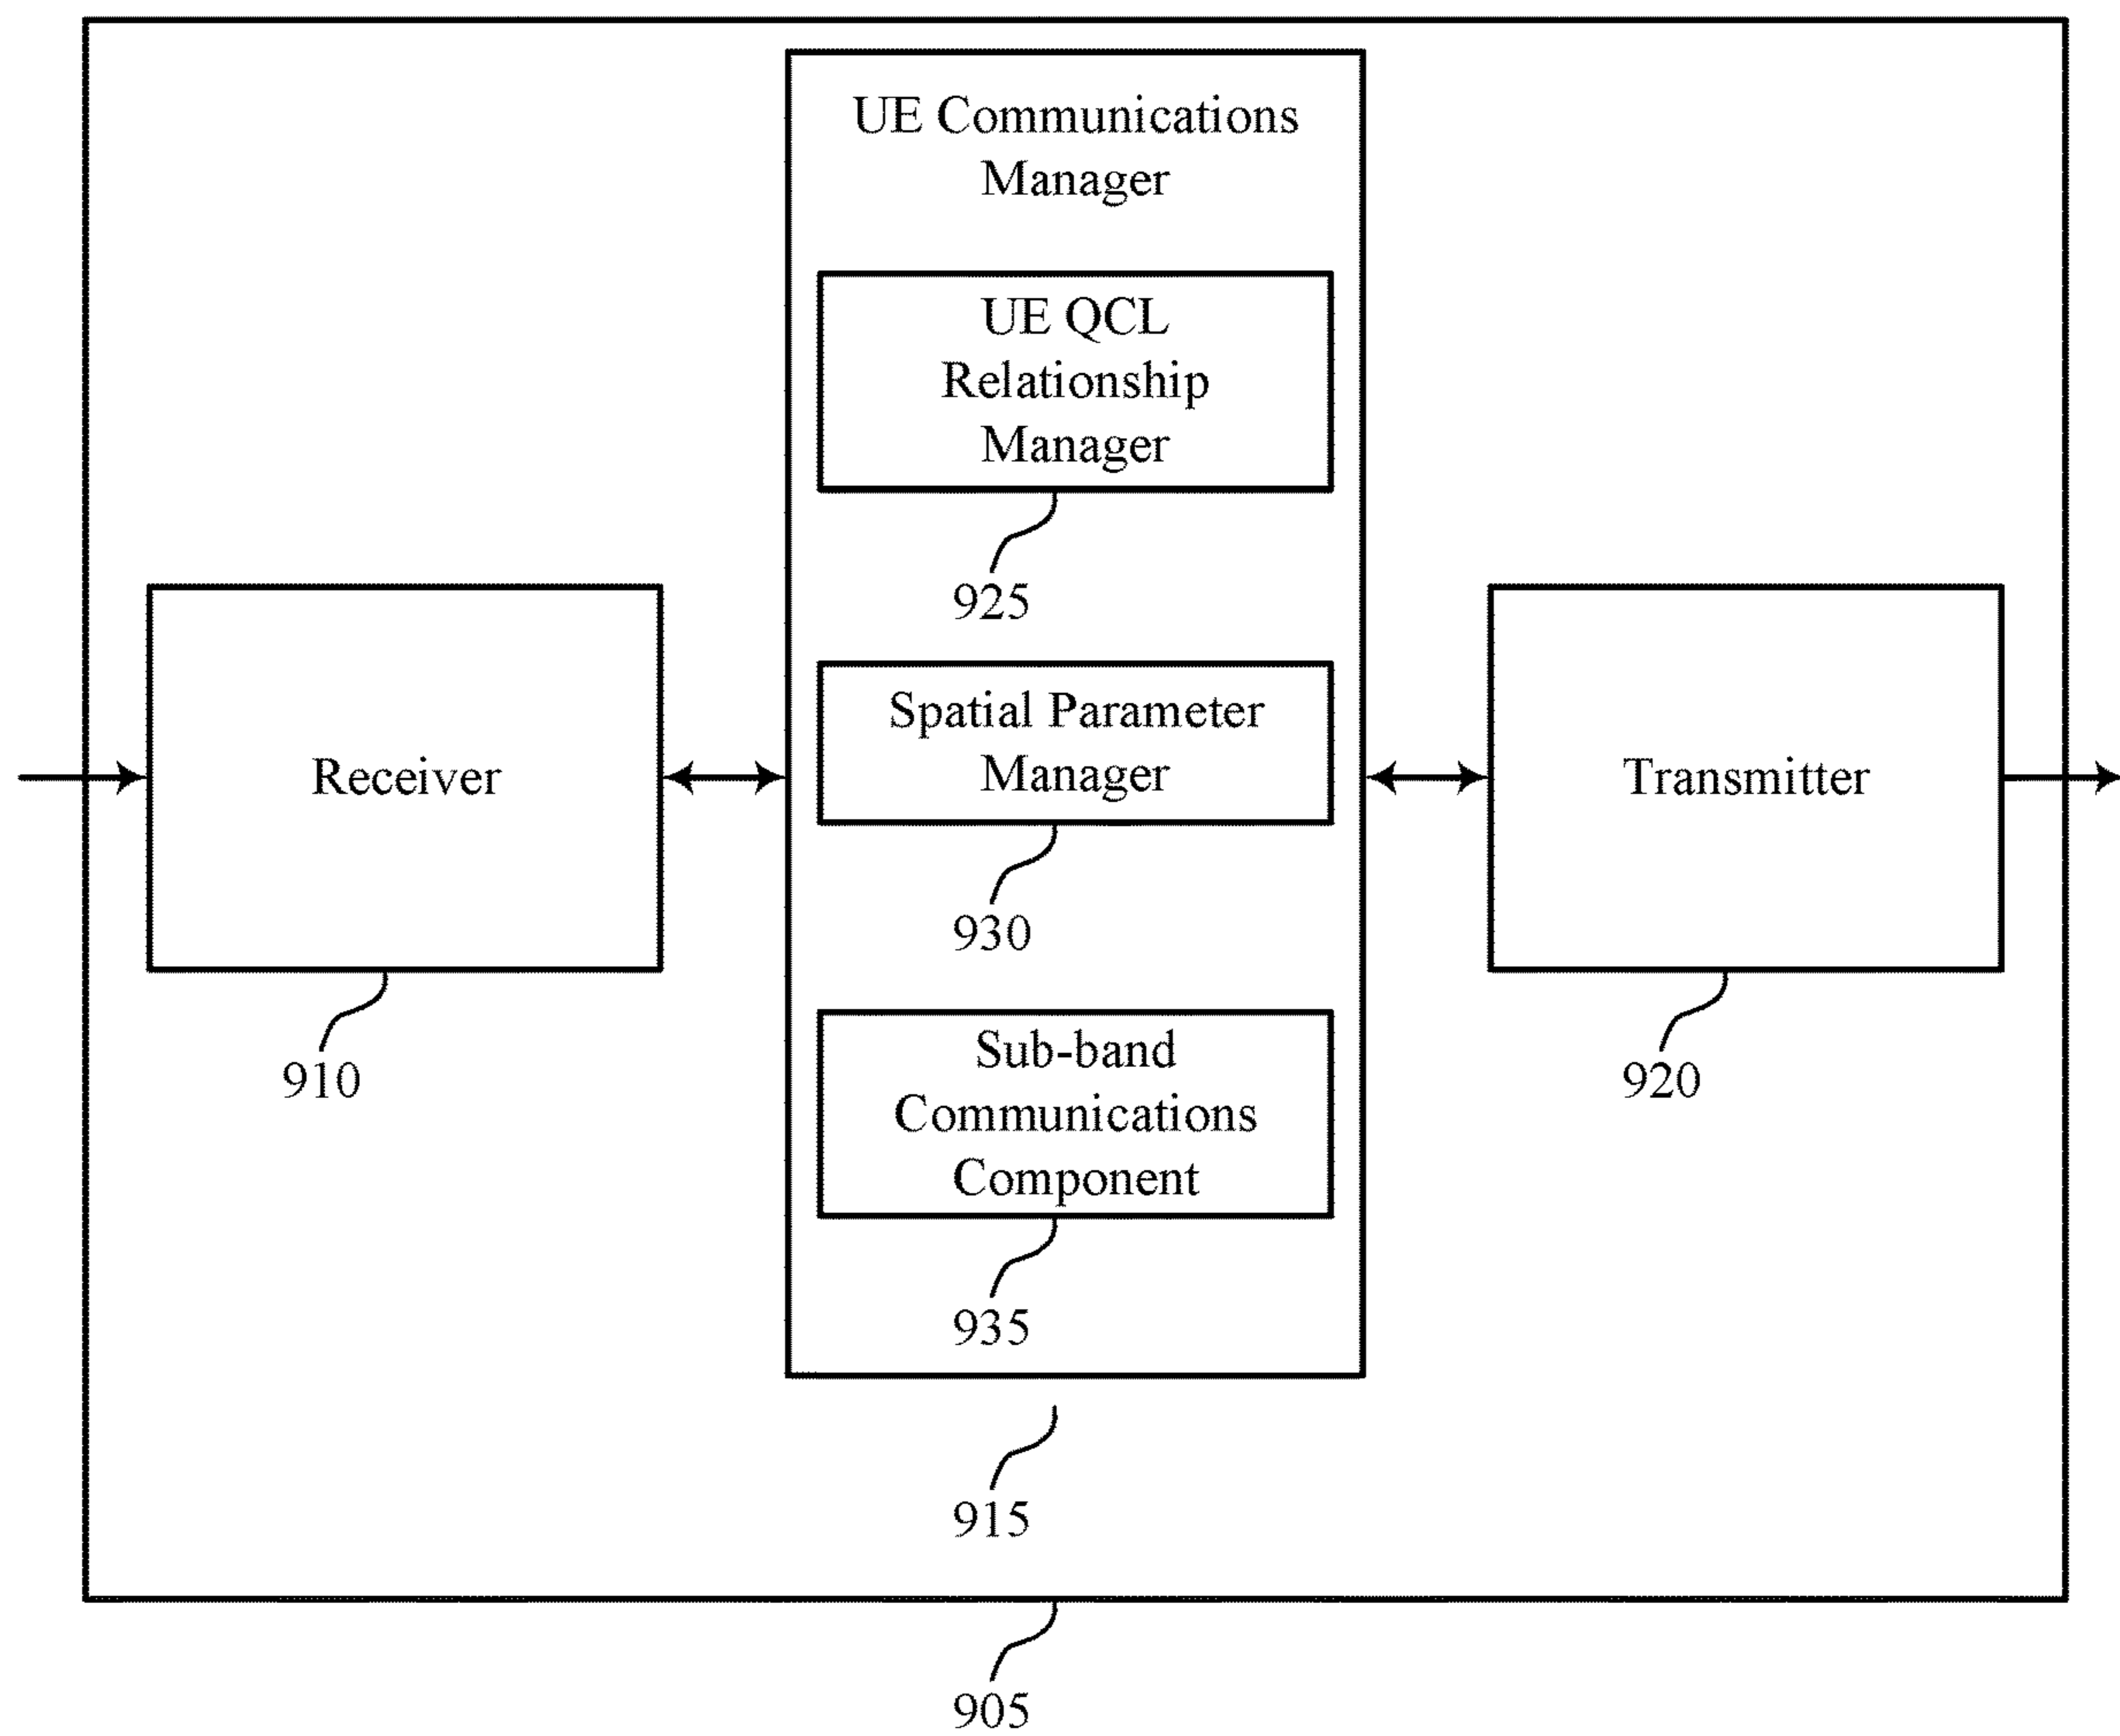 UE Communications
Manager
UE QCL
Relationship
Manager
925
Spatial Parameter
Manager
930
Sub-band
Communications
Component
935
915
Receiver
910
Transmitter
920
905